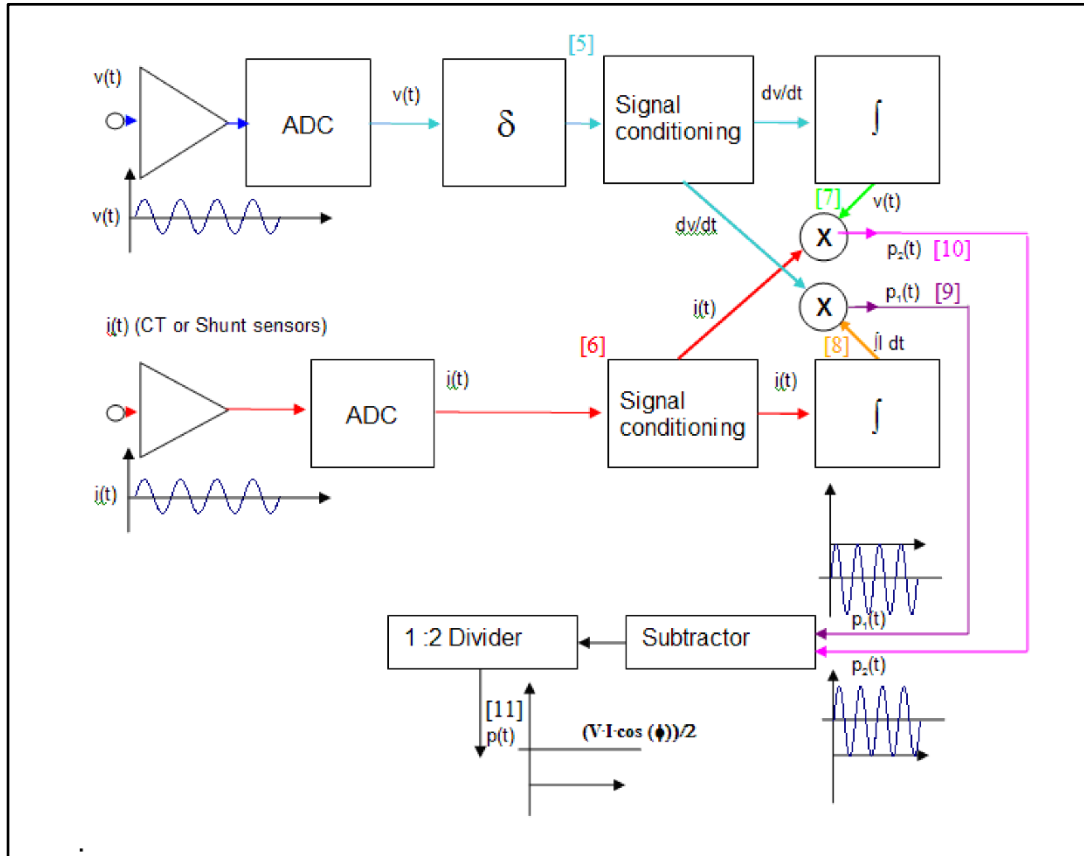 [5]
v(t)
ADC
v(t)
δ
Signal
conditioning
dv/dt
∫
v(t)
dv/dt
[7]
v(t)
X
p₂(t) [10]
i(t)
X
p₁(t) [9]
i(t) (CT or Shunt sensors)
[6]
[8]
∫I dt
ADC
i(t)
Signal
conditioning
i(t)
∫
i(t)
p₁(t)
1 :2 Divider
Subtractor
p₂(t)
[11]
p(t)
(V·I·cos (ϕ))/2
.